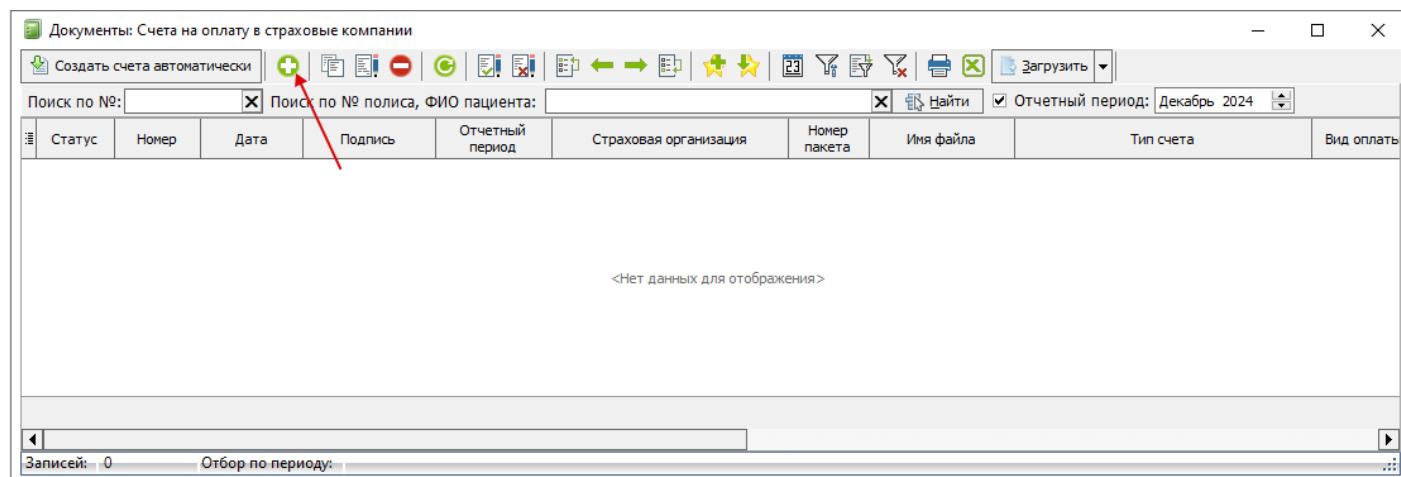 Документы: Счета на оплату в страховые компании
Создать счета автоматически 23 Загрузить
Поиск по №: Поиск по № полиса, ФИО пациента: Найти Отчетный период: Декабрь 2024
Статус Номер Дата Подпись Отчетный период Страховая организация Номер пакета Имя файла Тип счета Вид оплаты
<Нет данных для отображения>
Записей: 0 Отбор по периоду: